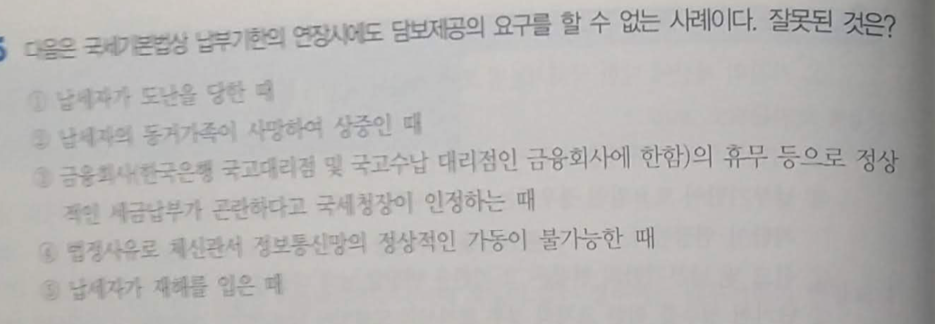 5 다음은 국세기본법상 납부기한의 연장시에도 담보제공의 요구를 할 수 없는 사례이다. 잘못된 것은?
① 납세자가 도난을 당한 때
② 납세자의 동거가족이 사망하여 상중인 때
③ 금융회사(한국은행 국고대리점 및 국고수납 대리점인 금융회사에 한함)의 휴무 등으로 정상
적인 세금납부가 곤란하다고 국세청장이 인정하는 때
④ 법정사유로 체신관서 정보통신망의 정상적인 가동이 불가능한 때
⑤ 납세자가 재해를 입은 때